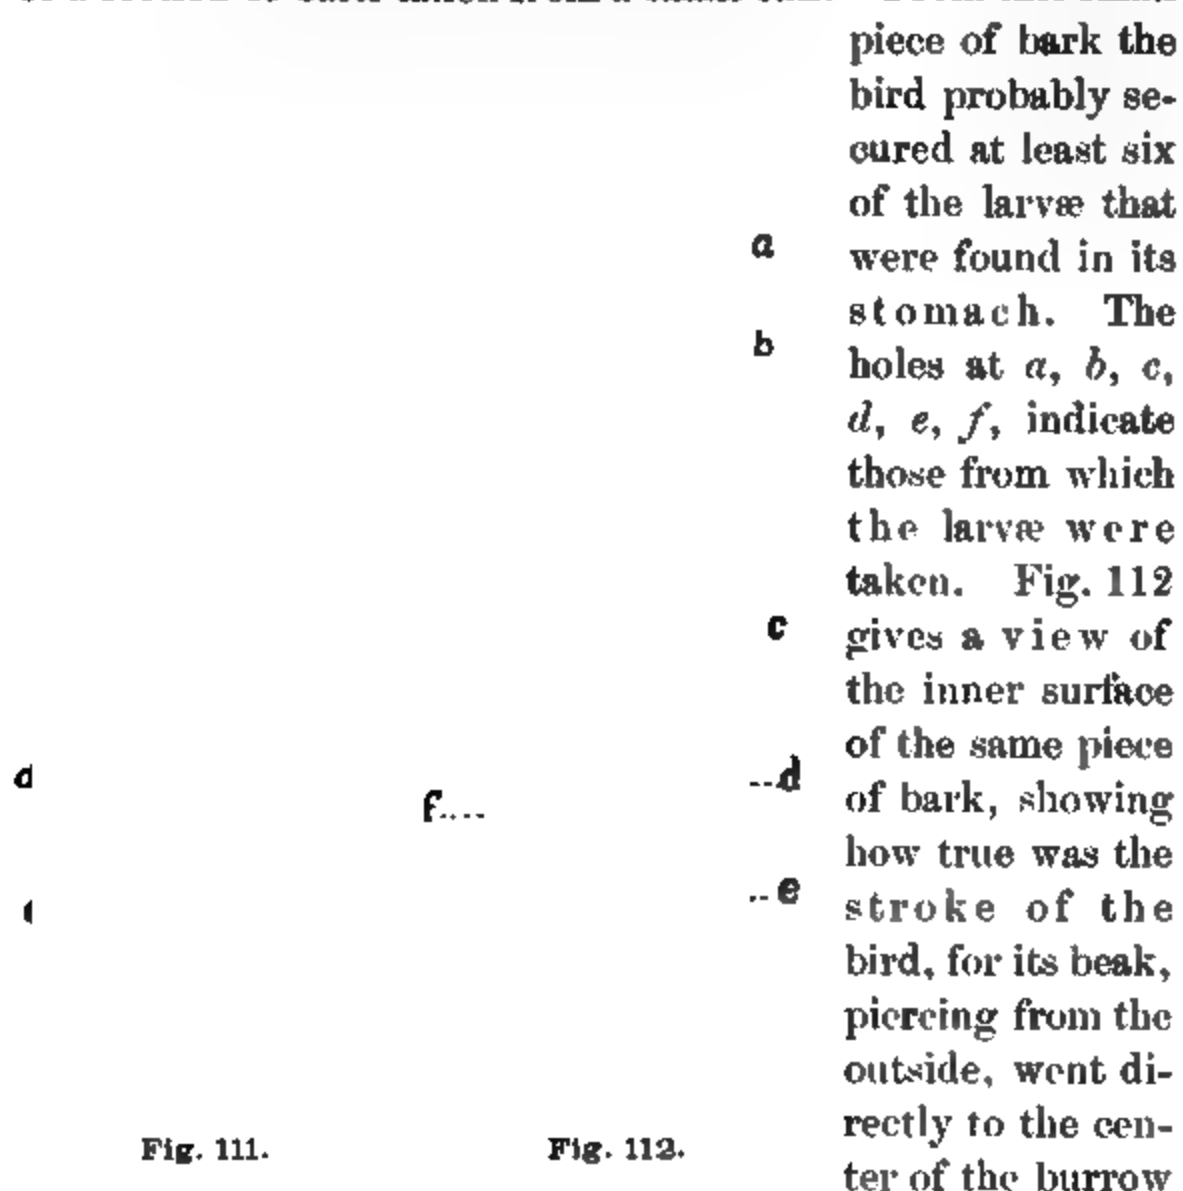 piece of bark the
bird probably se-
cured at least six
of the larvæ that
were found in its
stomach. The
holes at a, b, c,
d, e, f, indicate
those from which
the larvæ were
taken. Fig. 112
gives a view of
the inner surface
of the same piece
of bark, showing
how true was the
stroke of the
bird, for its beak,
piercing from the
outside, went di-
rectly to the cen-
ter of the burrow
a
b
c
d
f....
..d
..e
Fig. 111.
Fig. 112.